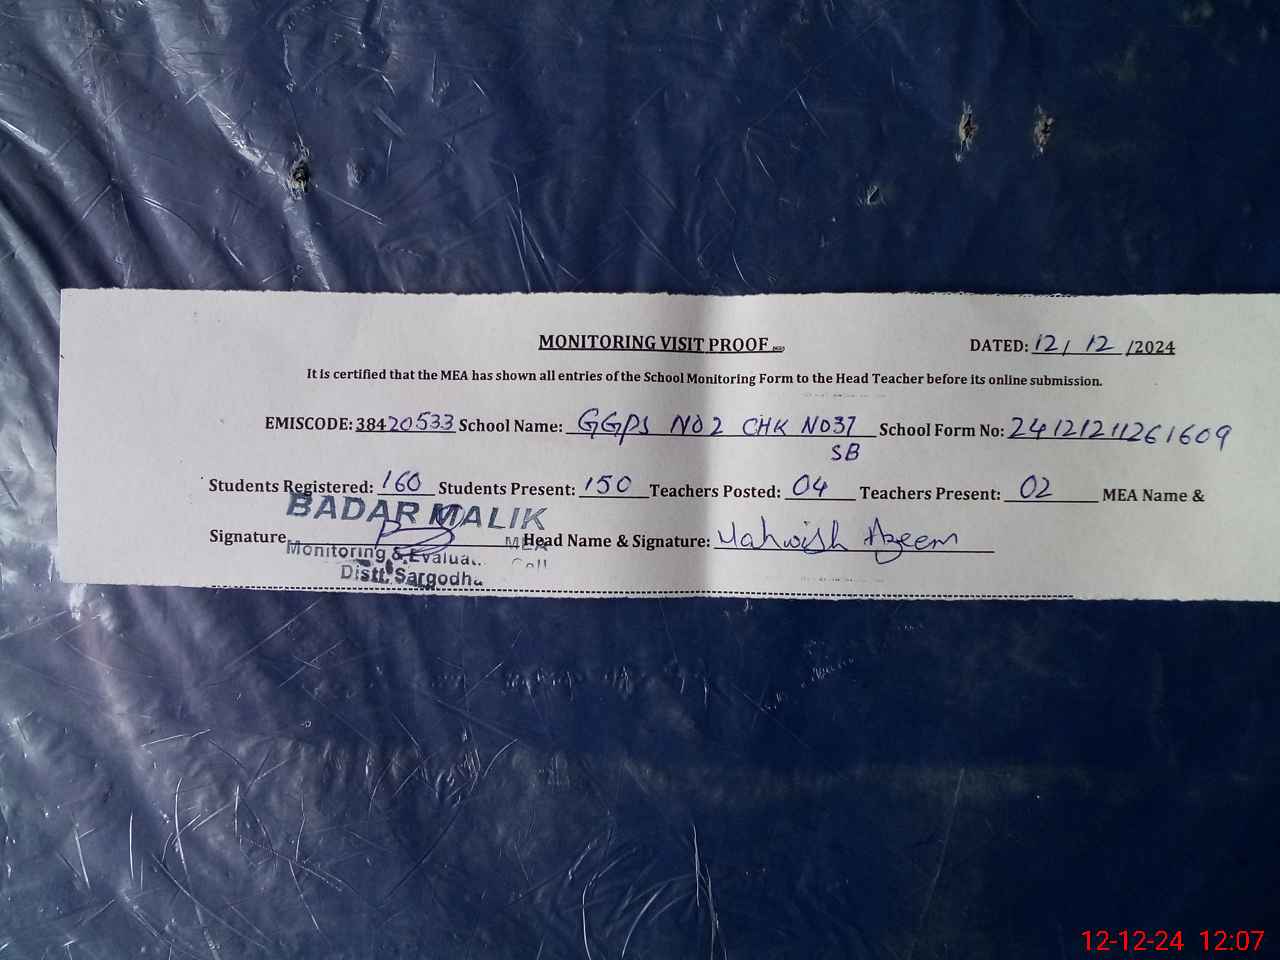 MONITORING VISIT PROOF
DATED: 12/ 12 /2024
It is certified that the MEA has shown all entries of the School Monitoring Form to the Head Teacher before its online submission.
EMISCODE: 38420533 School Name: GGPS NO2 CHK NO37 SB School Form No: 24121211261609
Students Registered: 160 Students Present: 150 Teachers Posted: 04 Teachers Present: 02 MEA Name &
BADAR MALIK
Signature Head Name & Signature: Mahwish Azeem
MEA
Monitoring & Evaluat.. Cell
Distt. Sargodha
12-12-24 12:07